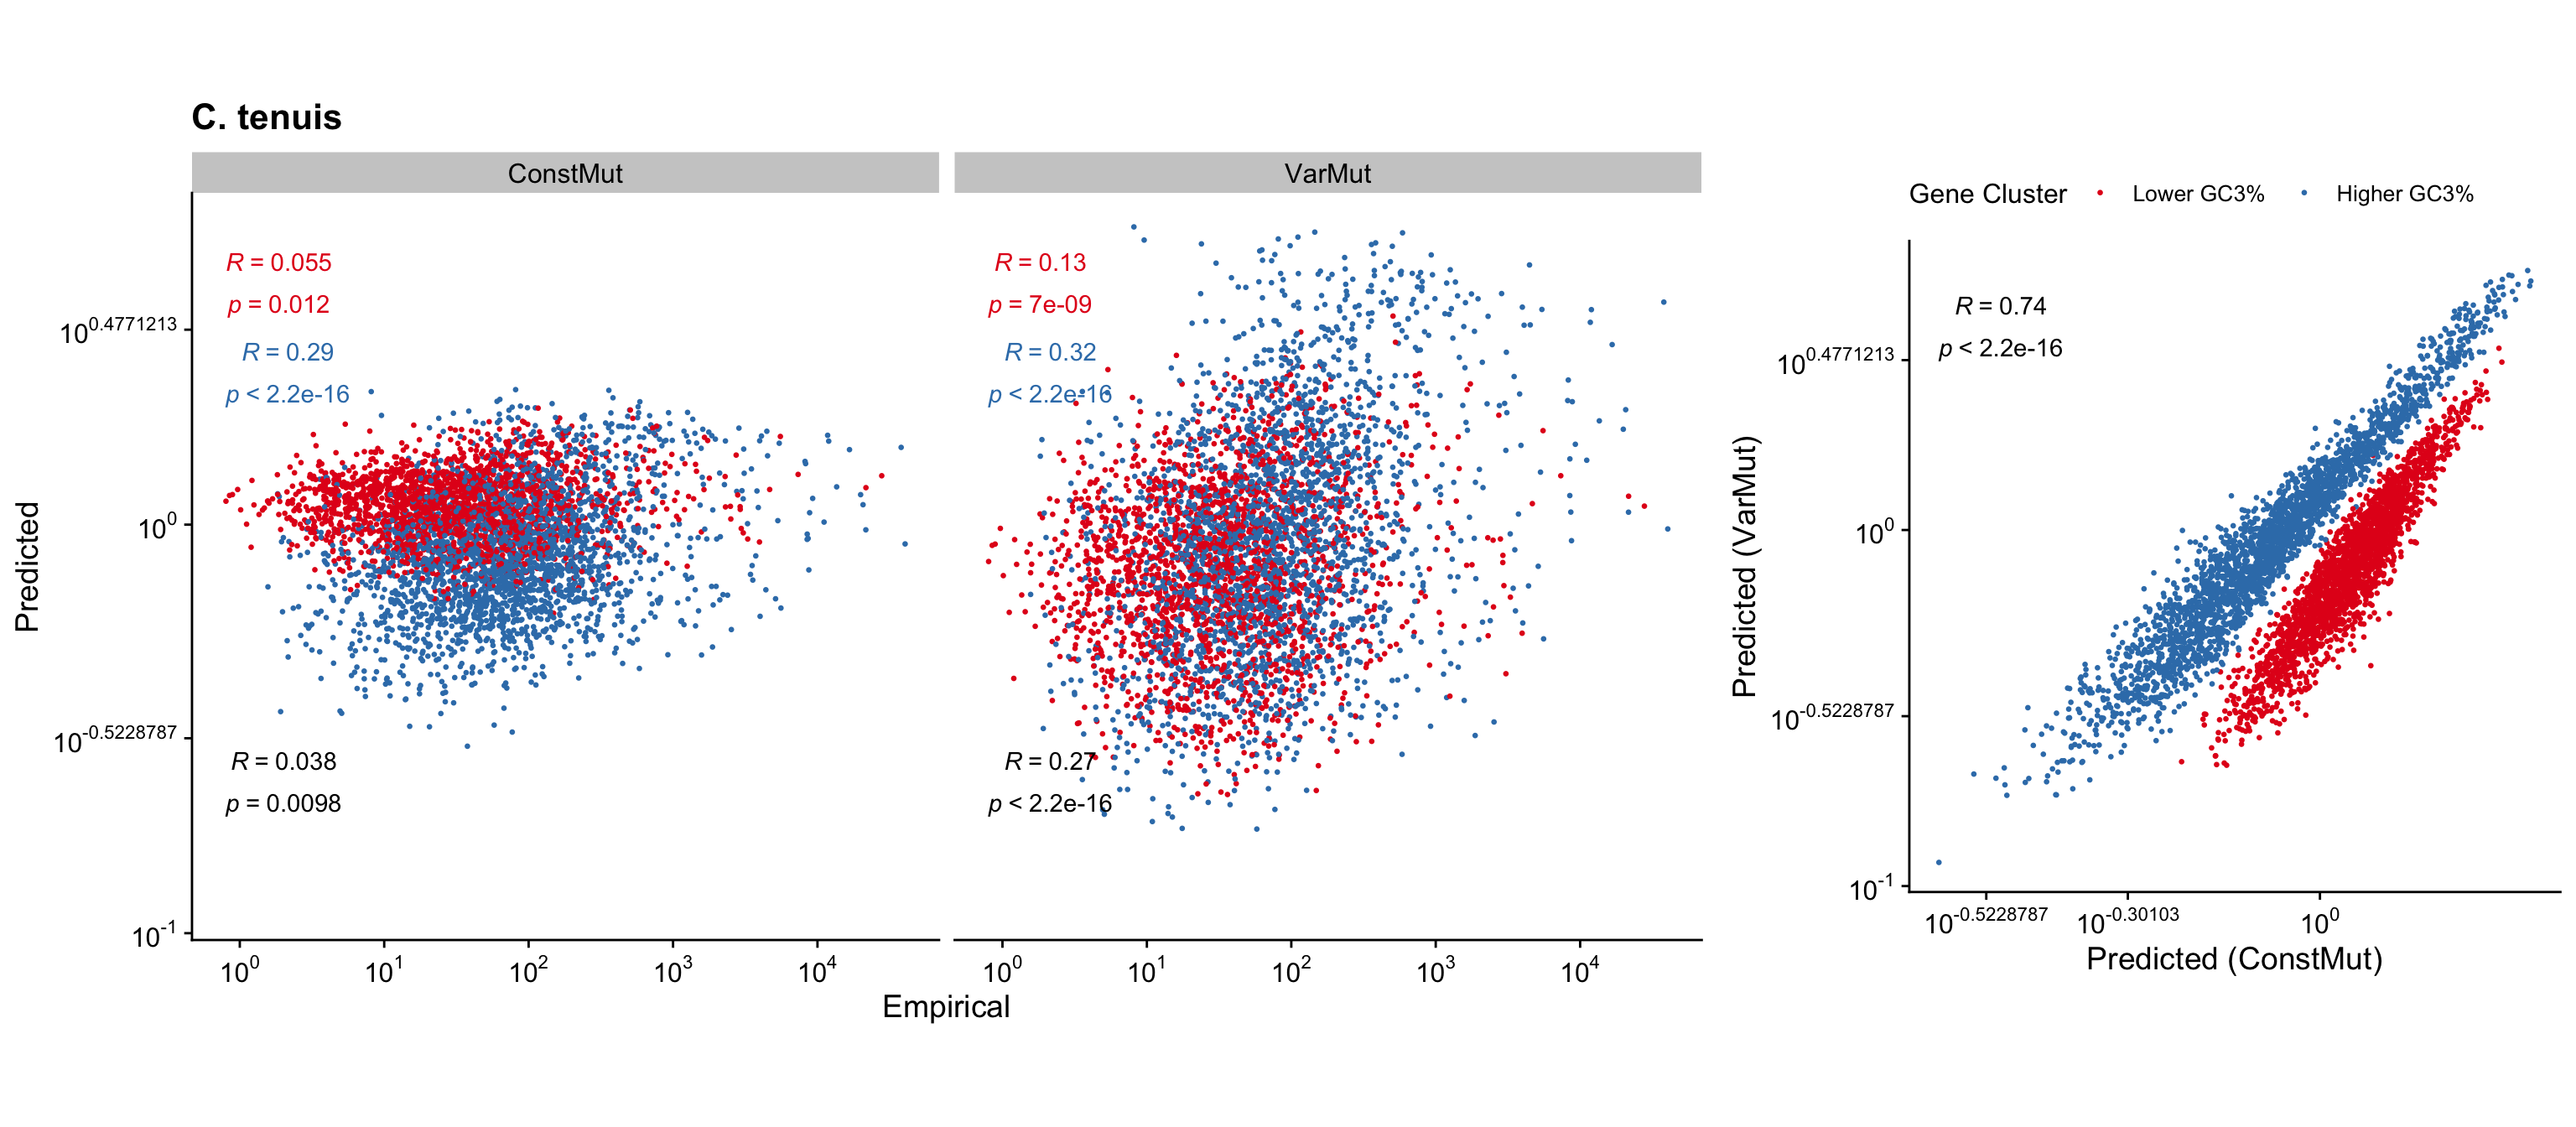 C. tenuis
ConstMut
VarMut
R = 0.055
p = 0.012
R = 0.29
p < 2.2e-16
R = 0.038
p = 0.0098
R = 0.13
p = 7e-09
R = 0.32
p < 2.2e-16
R = 0.27
p < 2.2e-16
Predicted
10^0.4771213
10^0
10^-0.5228787
10^-1
10^0 10^1 10^2 10^3 10^4
10^0 10^1 10^2 10^3 10^4
Empirical
Gene Cluster Lower GC3% Higher GC3%
R = 0.74
p < 2.2e-16
Predicted (VarMut)
10^0.4771213
10^0
10^-0.5228787
10^-1
10^-0.5228787 10^-0.30103 10^0
Predicted (ConstMut)